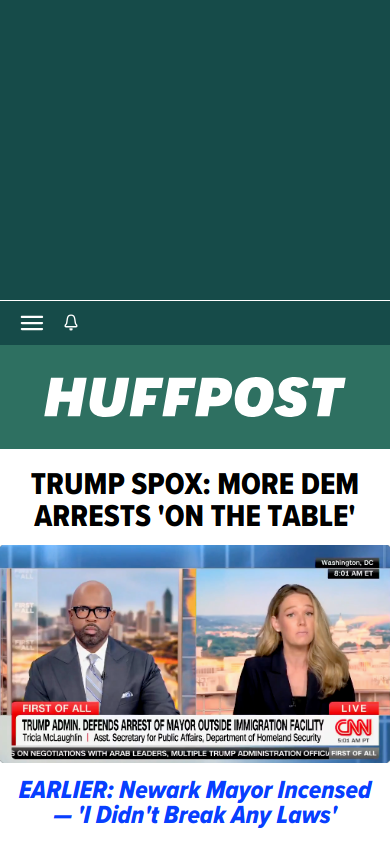 HUFFPOST
TRUMP SPOX: MORE DEM
ARRESTS 'ON THE TABLE'
Washington, DC
8:01 AM ET
FIRST OF ALL
LIVE
TRUMP ADMIN. DEFENDS ARREST OF MAYOR OUTSIDE IMMIGRATION FACILITY
Tricia McLaughlin | Asst. Secretary for Public Affairs, Department of Homeland Security
CNN
5:01 AM PT
S ON NEGOTIATIONS WITH ARAB LEADERS, MULTIPLE TRUMP ADMINISTRATION OFFICI
FIRST OF ALL
EARLIER: Newark Mayor Incensed
— 'I Didn't Break Any Laws'